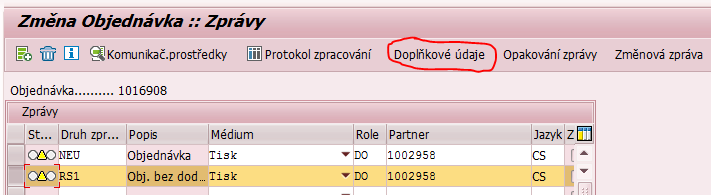 Změna Objednávka :: Zprávy
Komunikač.prostředky Protokol zpracování Doplňkové údaje Opakování zprávy Změnová zpráva
Objednávka.......... 1016908
Zprávy
St... Druh zpr... Popis Médium Role Partner Jazyk Z
NEU Objednávka Tisk DO 1002958 CS
RS1 Obj. bez dod... Tisk DO 1002958 CS